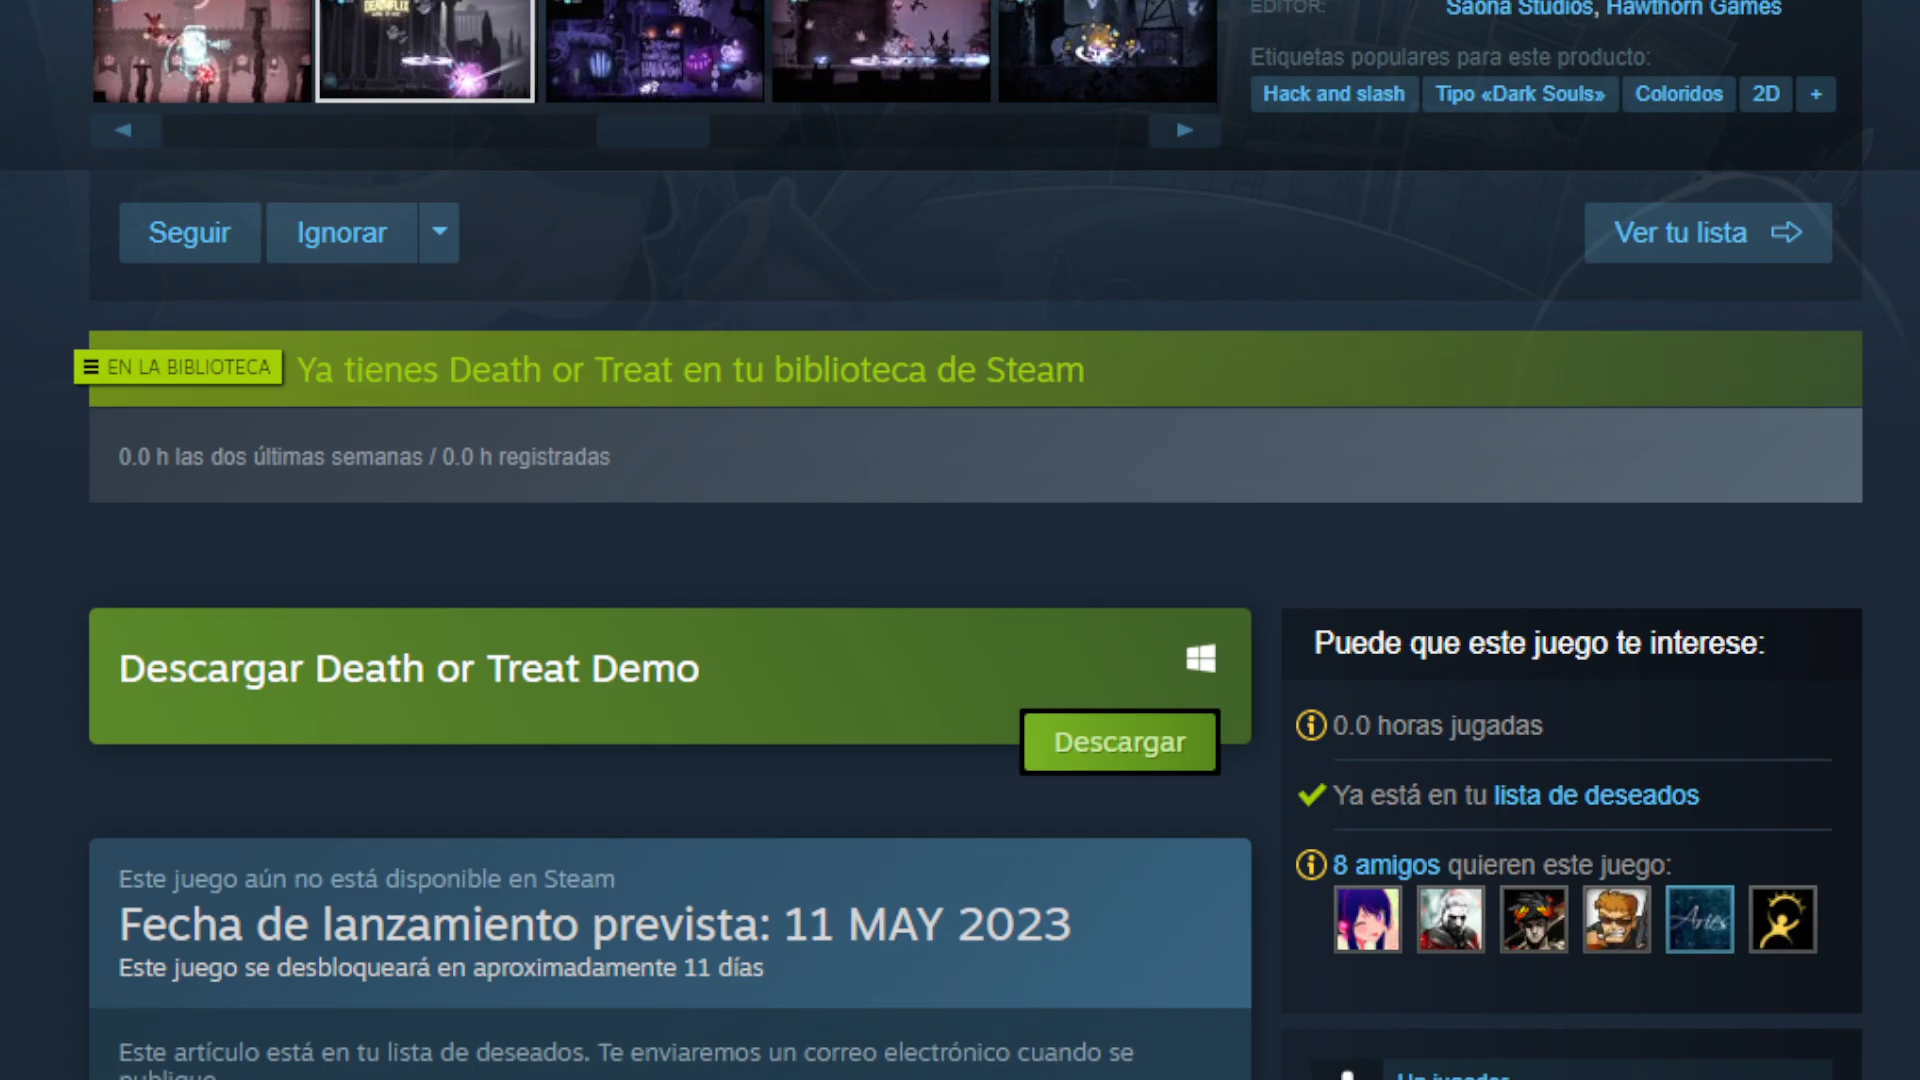 DEATHFLIX
EDITOR:
Saona Studios, Hawthorn Games
Etiquetas populares para este producto:
Hack and slash
Tipo «Dark Souls»
Coloridos
2D
+
Seguir
Ignorar
Ver tu lista
EN LA BIBLIOTECA
Ya tienes Death or Treat en tu biblioteca de Steam
0.0 h las dos últimas semanas / 0.0 h registradas
Descargar Death or Treat Demo
Descargar
Puede que este juego te interese:
0.0 horas jugadas
Ya está en tu lista de deseados
8 amigos quieren este juego:
Aries
Este juego aún no está disponible en Steam
Fecha de lanzamiento prevista: 11 MAY 2023
Este juego se desbloqueará en aproximadamente 11 días
Este artículo está en tu lista de deseados. Te enviaremos un correo electrónico cuando se
publique
Un jugador